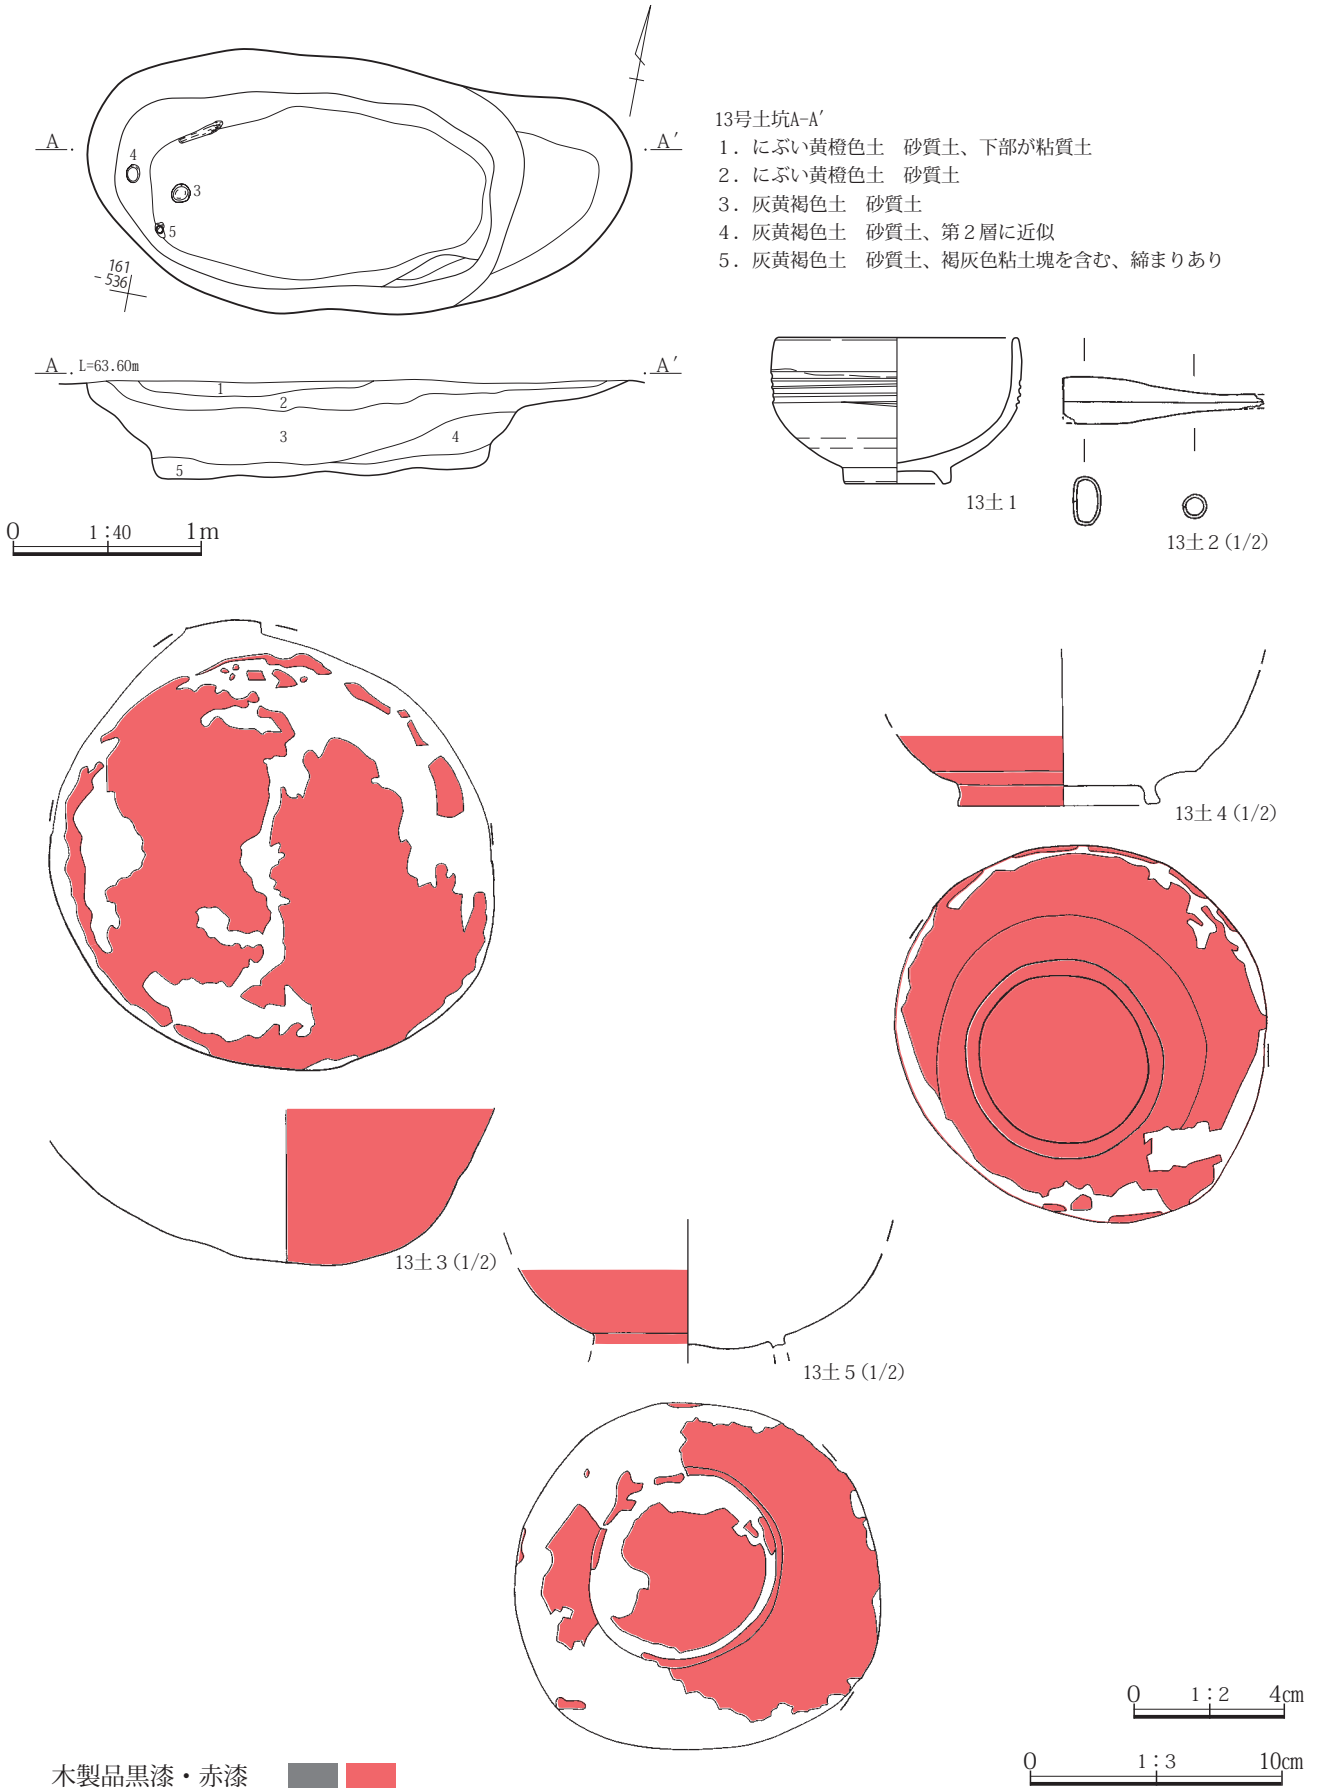 13号土坑A-A′
1．にぶい黄橙色土　砂質土、下部が粘質土
2．にぶい黄橙色土　砂質土
3．灰黄褐色土　砂質土
4．灰黄褐色土　砂質土、第2層に近似
5．灰黄褐色土　砂質土、褐灰色粘土塊を含む、締まりあり
A
A′
4
3
5
161
-536
A
L=63.60m
A′
1
2
3
4
5
0 1:40 1m
13土1
13土2(1/2)
13土4(1/2)
13土3(1/2)
13土5(1/2)
0 1:2 4cm
0 1:3 10cm
木製品黒漆・赤漆